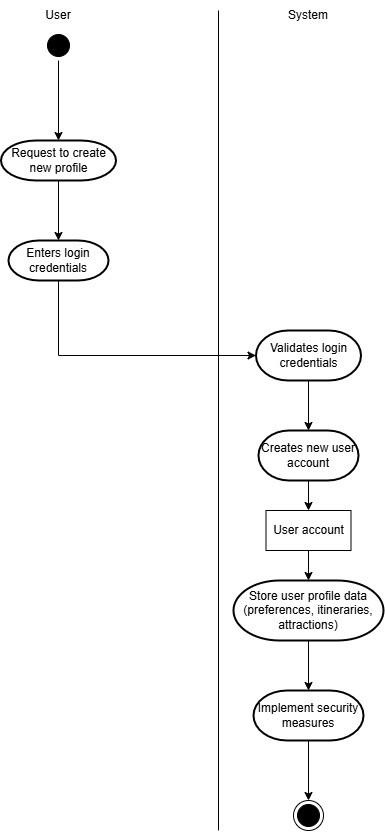 User
System
Request to create
new profile
Enters login
credentials
Validates login
credentials
Creates new user
account
User account
Store user profile data
(preferences, itineraries,
attractions)
Implement security
measures